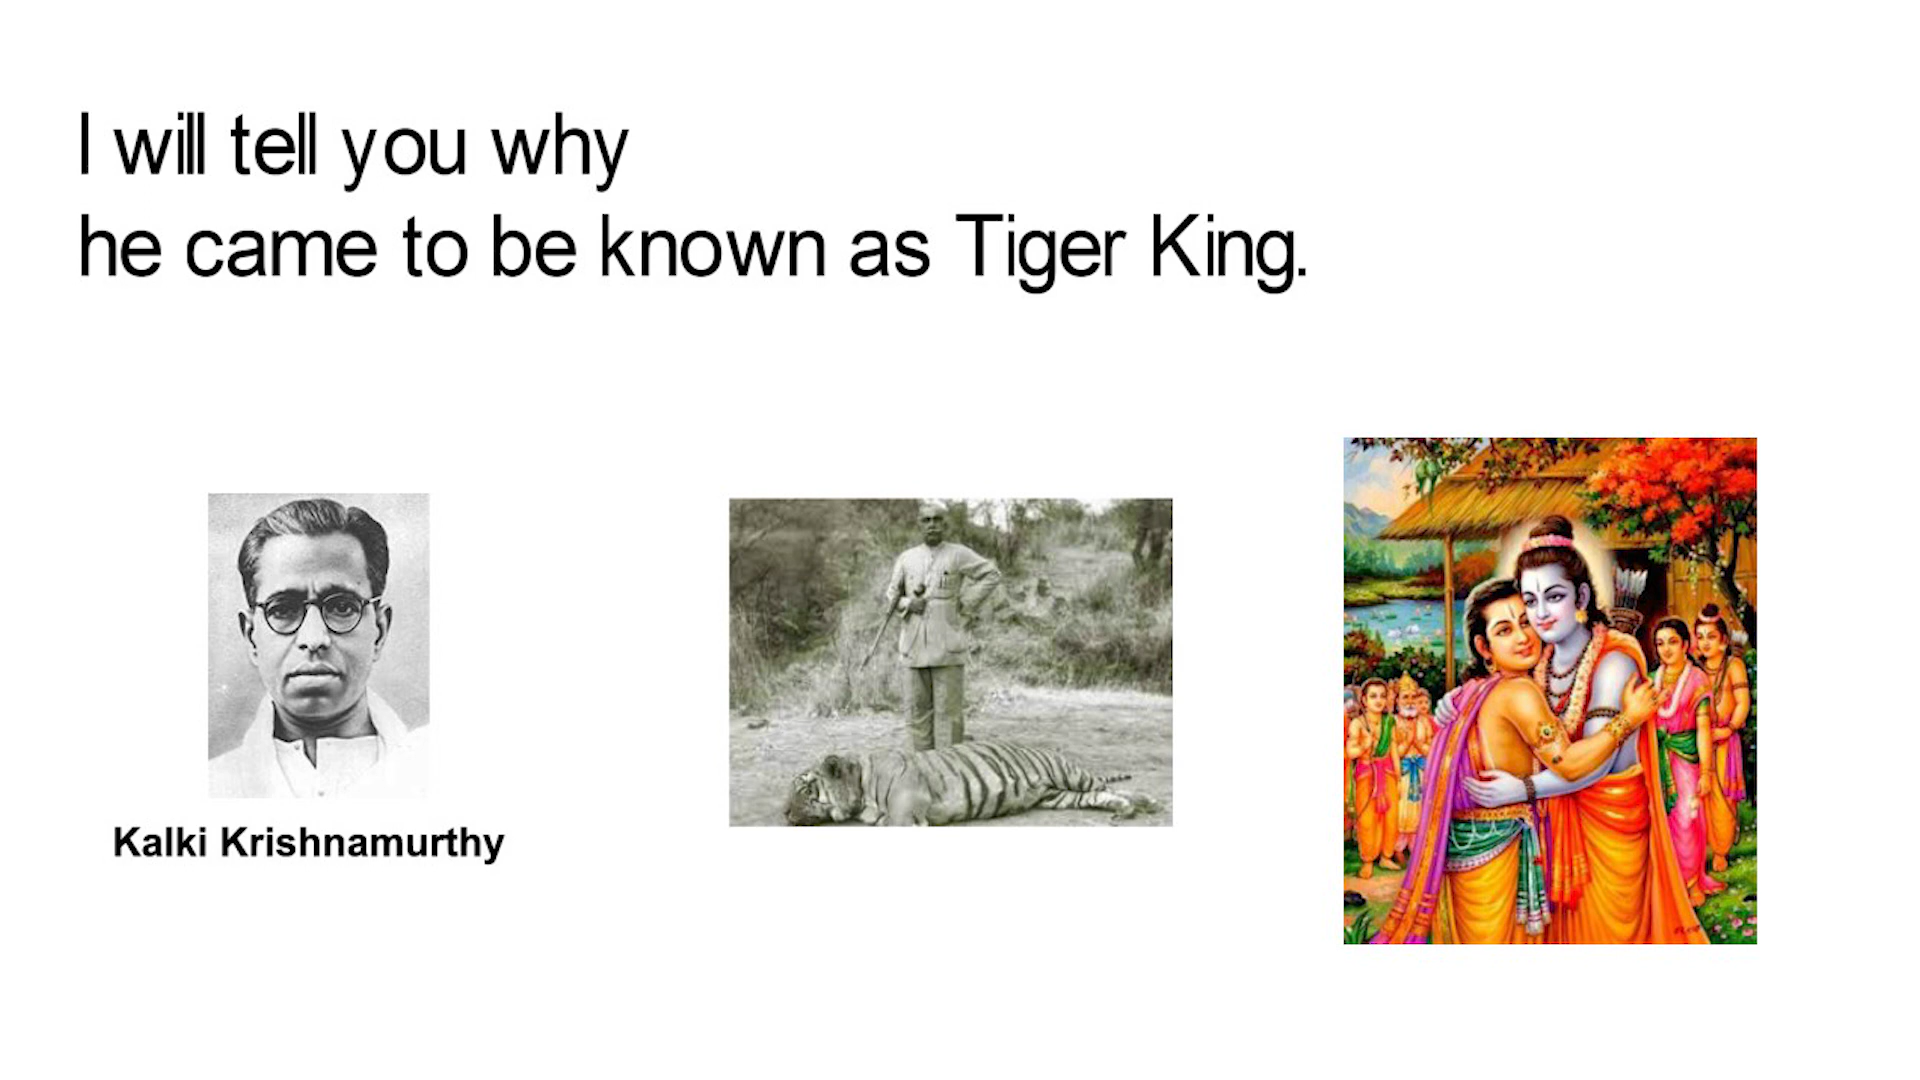 I will tell you why
he came to be known as Tiger King.
Kalki Krishnamurthy